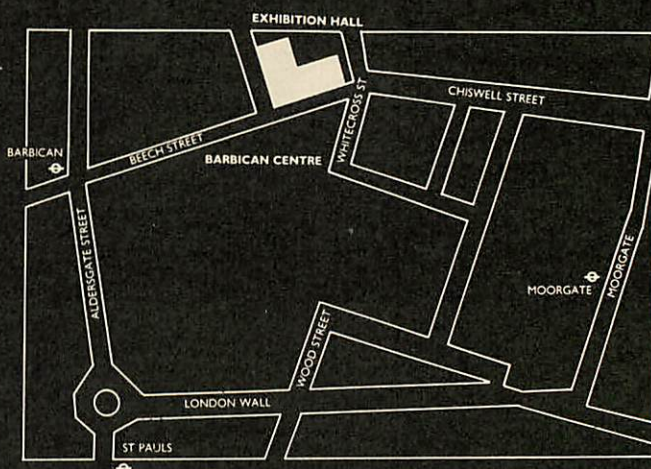 EXHIBITION HALL
CHISWELL STREET
WHITECROSS ST
BEECH STREET
BARBICAN
BARBICAN CENTRE
ALDERSGATE STREET
MOORGATE
MOORGATE
WOOD STREET
LONDON WALL
ST PAULS